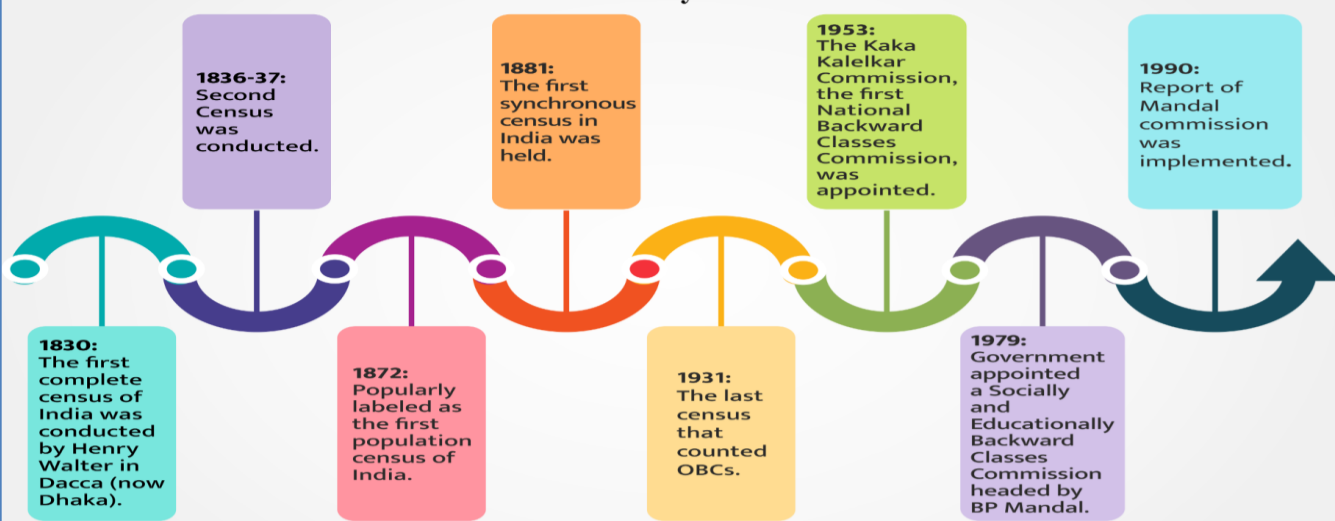 1830:
The first
complete
census of
India was
conducted
by Henry
Walter in
Dacca (now
Dhaka).
1836-37:
Second
Census
was
conducted.
1872:
Popularly
labeled as
the first
population
census of
India.
1881:
The first
synchronous
census in
India was
held.
1931:
The last
census
that
counted
OBCs.
1953:
The Kaka
Kalelkar
Commission,
the first
National
Backward
Classes
Commission,
was
appointed.
1979:
Government
appointed
a Socially
and
Educationally
Backward
Classes
Commission
headed by
BP Mandal.
1990:
Report of
Mandal
commission
was
implemented.